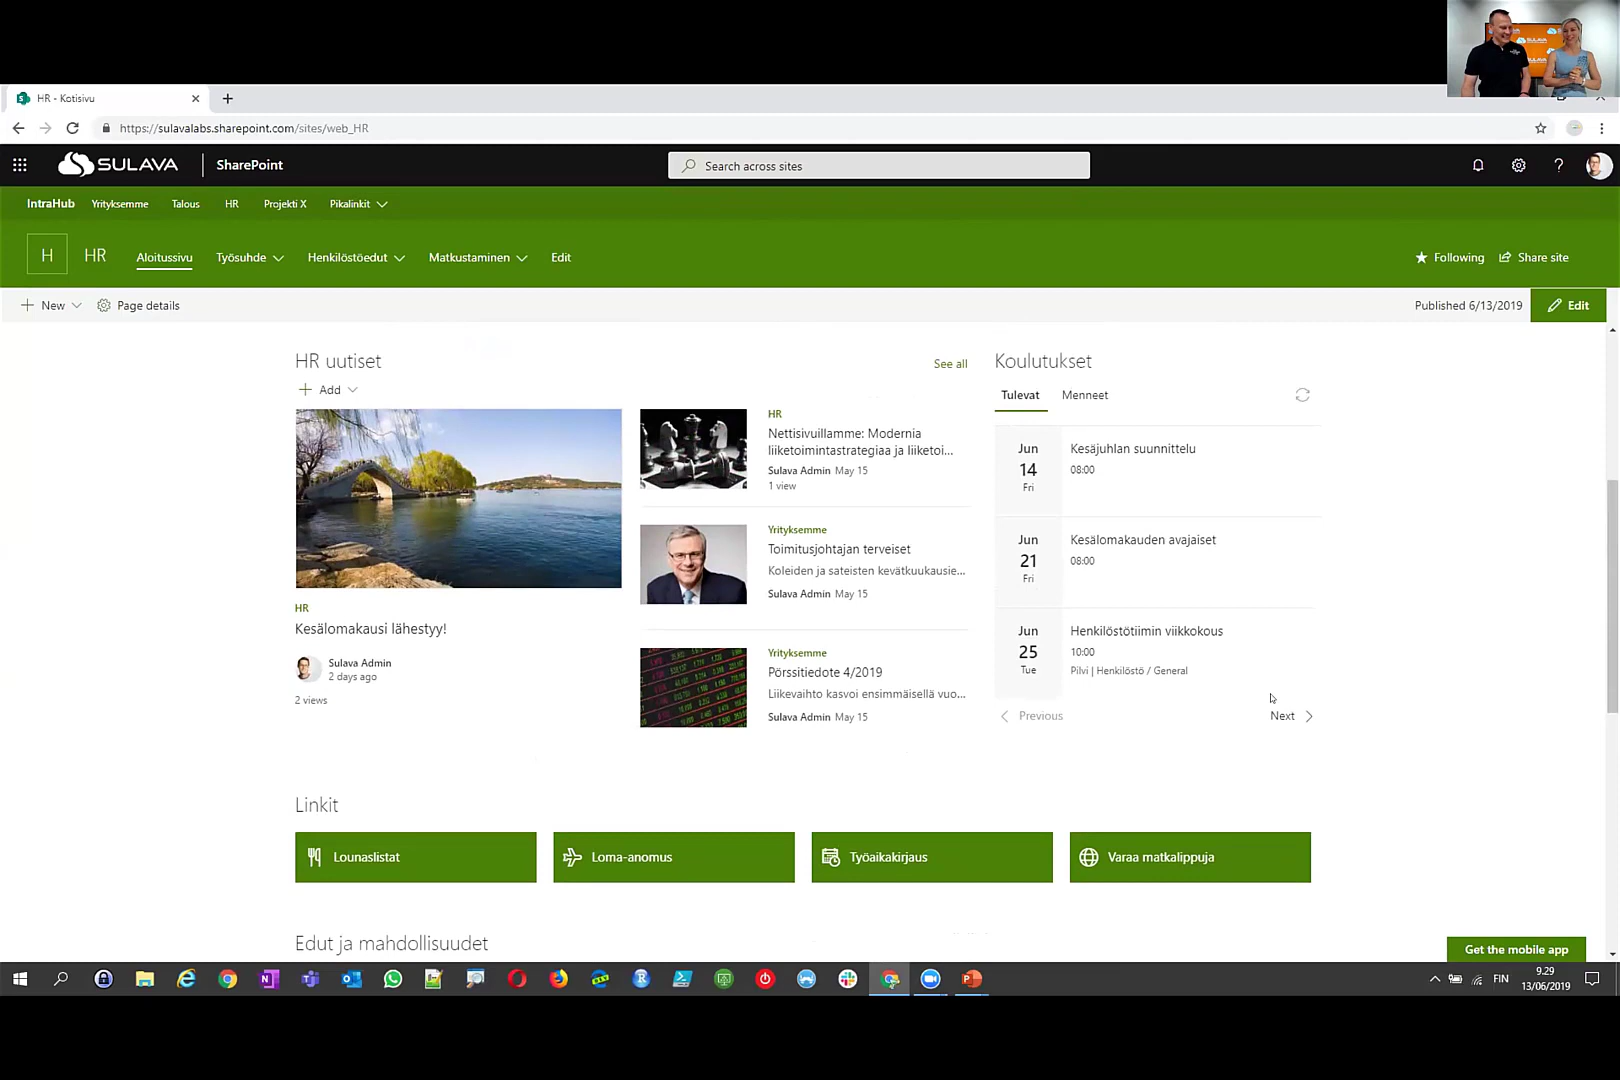 SULAVA
HR - Kotisivu
https://sulavalabs.sharepoint.com/sites/web_HR
SULAVA
SharePoint
Search across sites
IntraHub
Yrityksemme
Talous
HR
Projekti X
Pikalinkit
H
HR
Aloitussivu
Työsuhde
Henkilöstöedut
Matkustaminen
Edit
Following
Share site
New
Page details
Published 6/13/2019
Edit
HR uutiset
See all
Add
HR
Kesälomakausi lähestyy!
Sulava Admin
2 days ago
2 views
HR
Nettisivuillamme: Modernia
liiketoimintastrategiaa ja liiketoi...
Sulava Admin May 15
1 view
Yrityksemme
Toimitusjohtajan terveiset
Koleiden ja sateisten kevätkuukausie...
Sulava Admin May 15
Yrityksemme
Pörssitiedote 4/2019
Liikevaihto kasvoi ensimmäisellä vuo...
Sulava Admin May 15
Koulutukset
Tulevat
Menneet
Jun
14
Fri
Kesäjuhlan suunnittelu
08:00
Jun
21
Fri
Kesälomakauden avajaiset
08:00
Jun
25
Tue
Henkilöstötiimin viikkokous
10:00
Pilvi | Henkilöstö / General
Previous
Next
Linkit
Lounaslistat
Loma-anomus
Työaikakirjaus
Varaa matkalippuja
Edut ja mahdollisuudet
Get the mobile app
FIN
9.29
13/06/2019